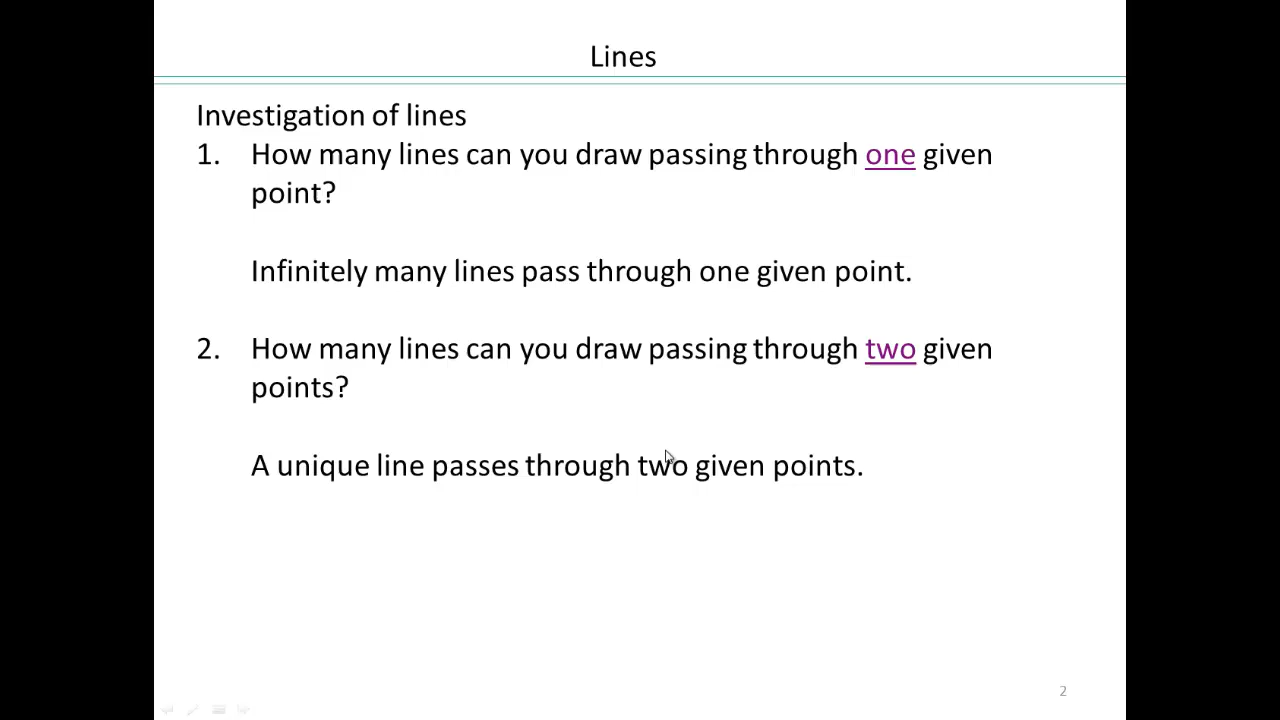 Lines
Investigation of lines
1. How many lines can you draw passing through one given
point?
Infinitely many lines pass through one given point.
2. How many lines can you draw passing through two given
points?
A unique line passes through two given points.
2